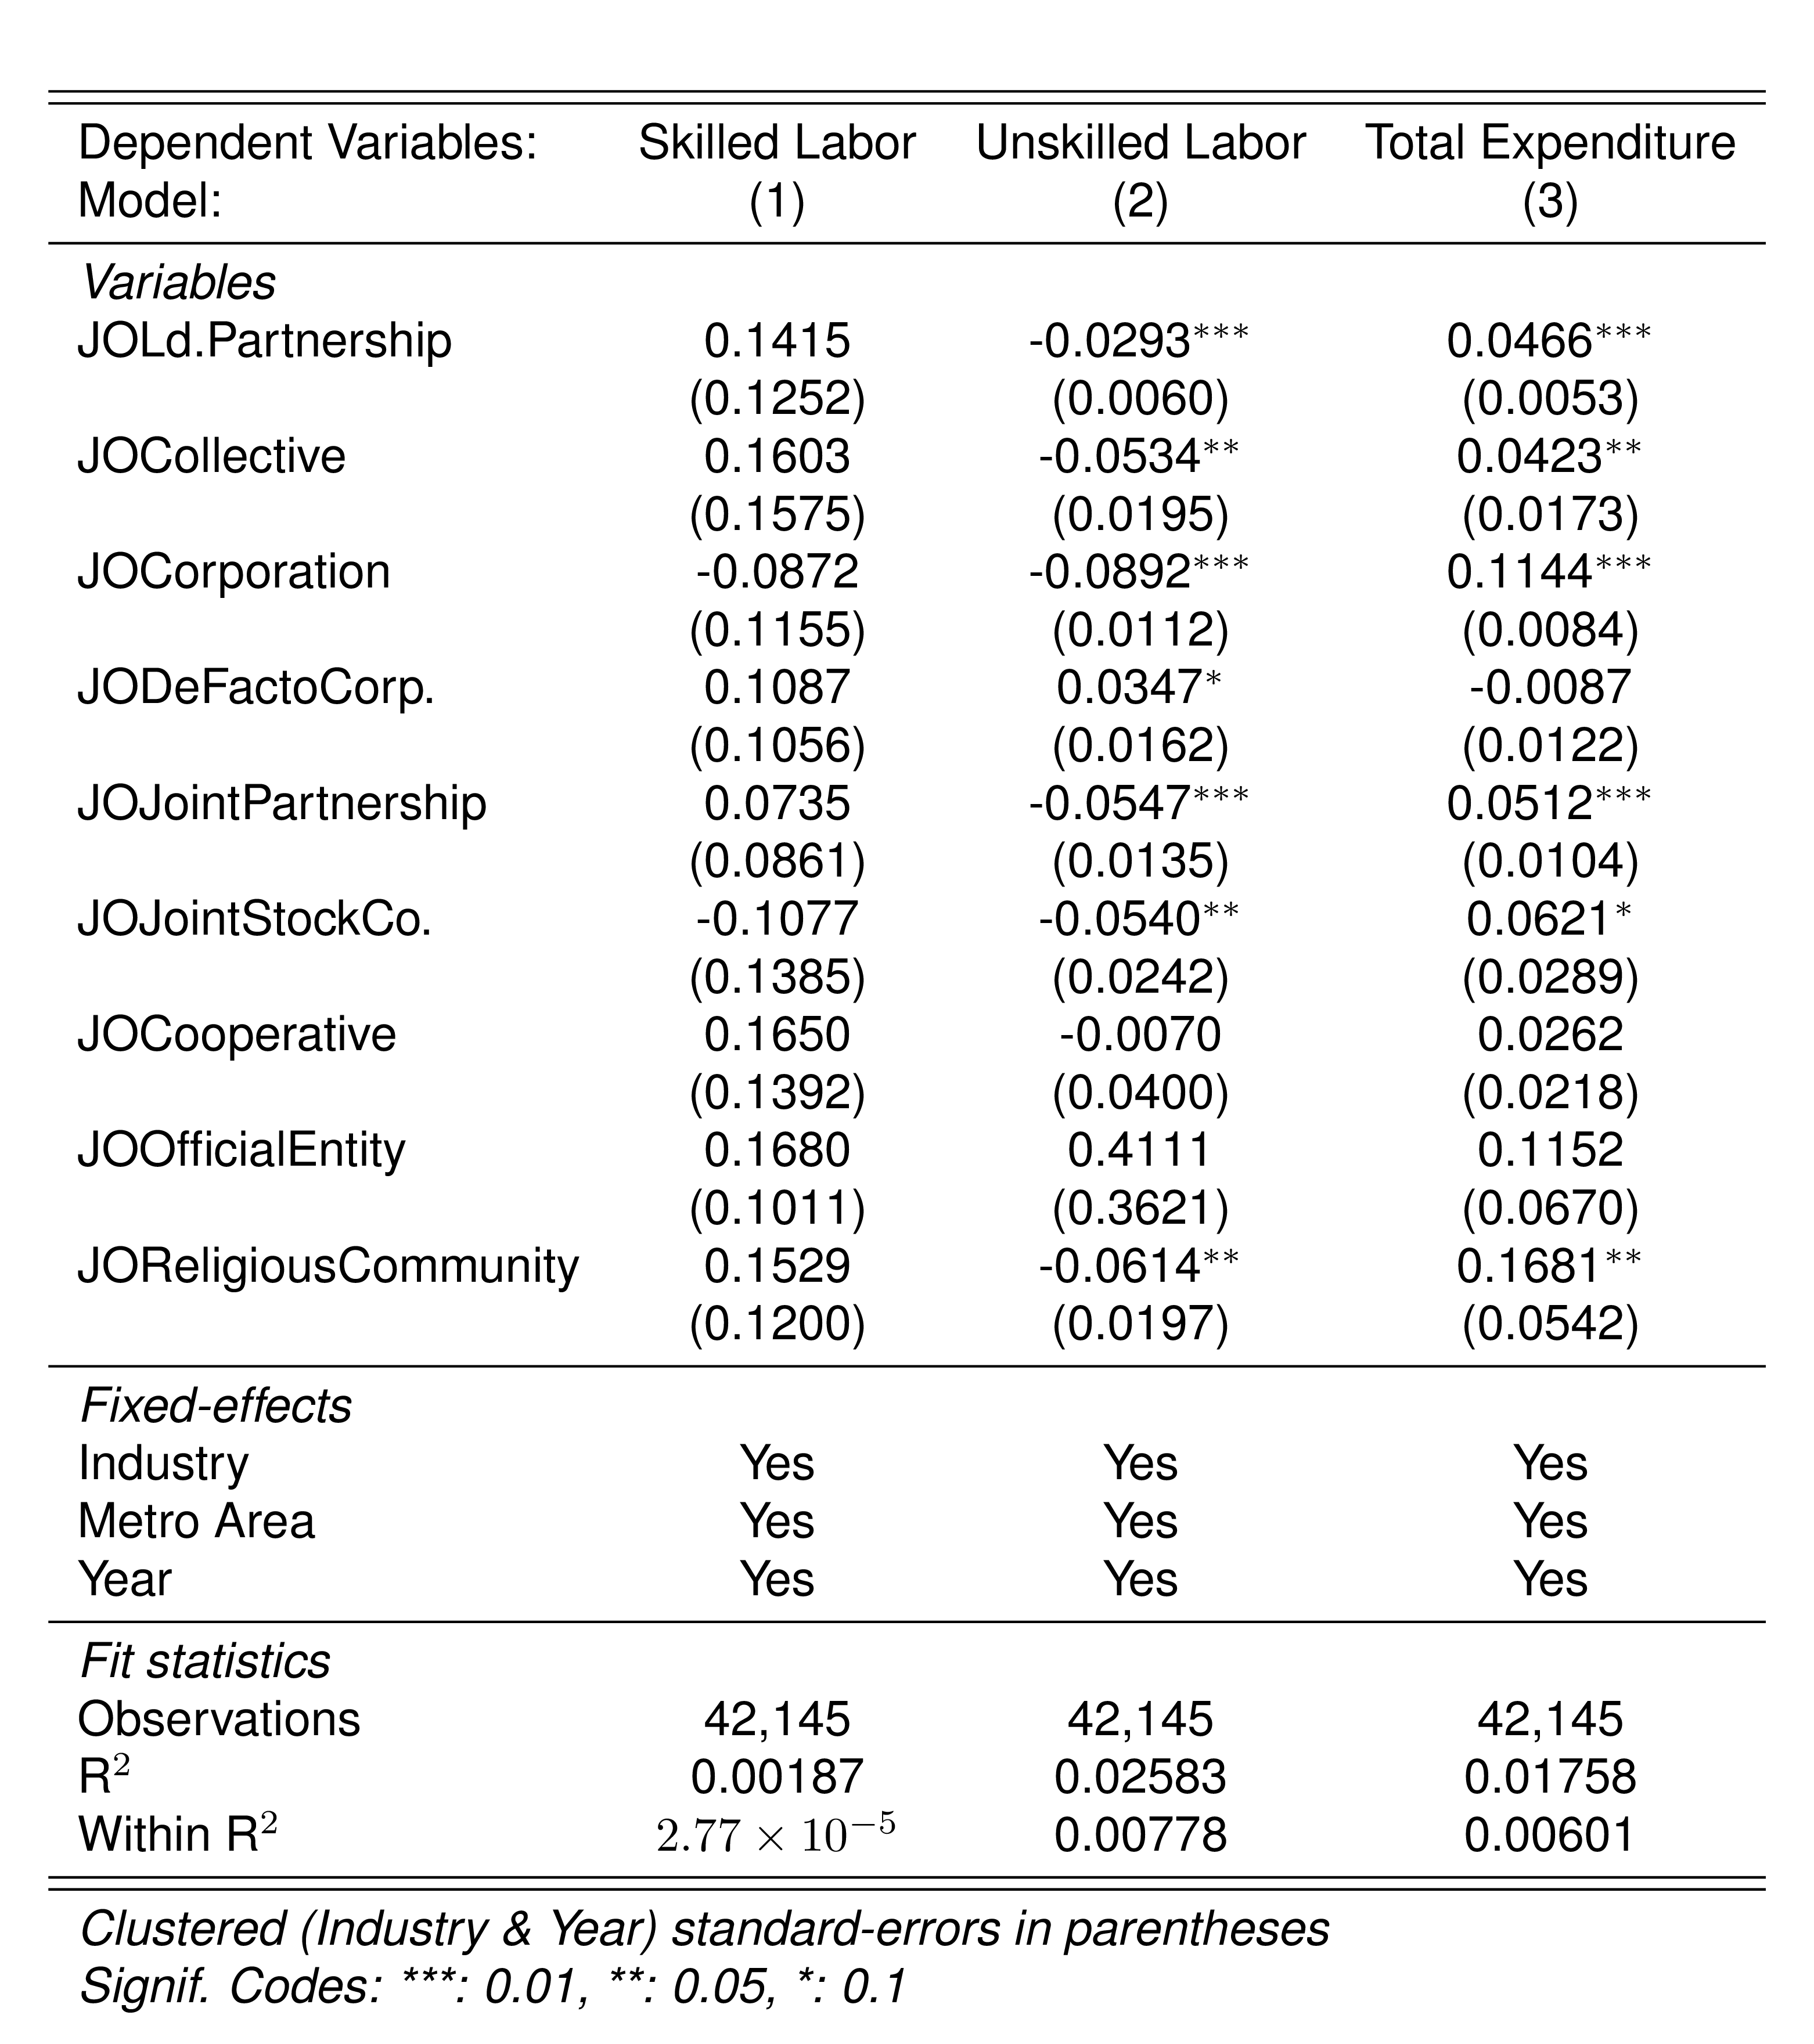 Dependent Variables: Skilled Labor Unskilled Labor Total Expenditure
Model: (1) (2) (3)
Variables
JOLd.Partnership 0.1415 -0.0293*** 0.0466***
(0.1252) (0.0060) (0.0053)
JOCollective 0.1603 -0.0534** 0.0423**
(0.1575) (0.0195) (0.0173)
JOCorporation -0.0872 -0.0892*** 0.1144***
(0.1155) (0.0112) (0.0084)
JODeFactoCorp. 0.1087 0.0347* -0.0087
(0.1056) (0.0162) (0.0122)
JOJointPartnership 0.0735 -0.0547*** 0.0512***
(0.0861) (0.0135) (0.0104)
JOJointStockCo. -0.1077 -0.0540** 0.0621*
(0.1385) (0.0242) (0.0289)
JOCooperative 0.1650 -0.0070 0.0262
(0.1392) (0.0400) (0.0218)
JOOfficialEntity 0.1680 0.4111 0.1152
(0.1011) (0.3621) (0.0670)
JOReligiousCommunity 0.1529 -0.0614** 0.1681**
(0.1200) (0.0197) (0.0542)
Fixed-effects
Industry Yes Yes Yes
Metro Area Yes Yes Yes
Year Yes Yes Yes
Fit statistics
Observations 42,145 42,145 42,145
R² 0.00187 0.02583 0.01758
Within R² 2.77 × 10⁻⁵ 0.00778 0.00601
Clustered (Industry & Year) standard-errors in parentheses
Signif. Codes: ***: 0.01, **: 0.05, *: 0.1